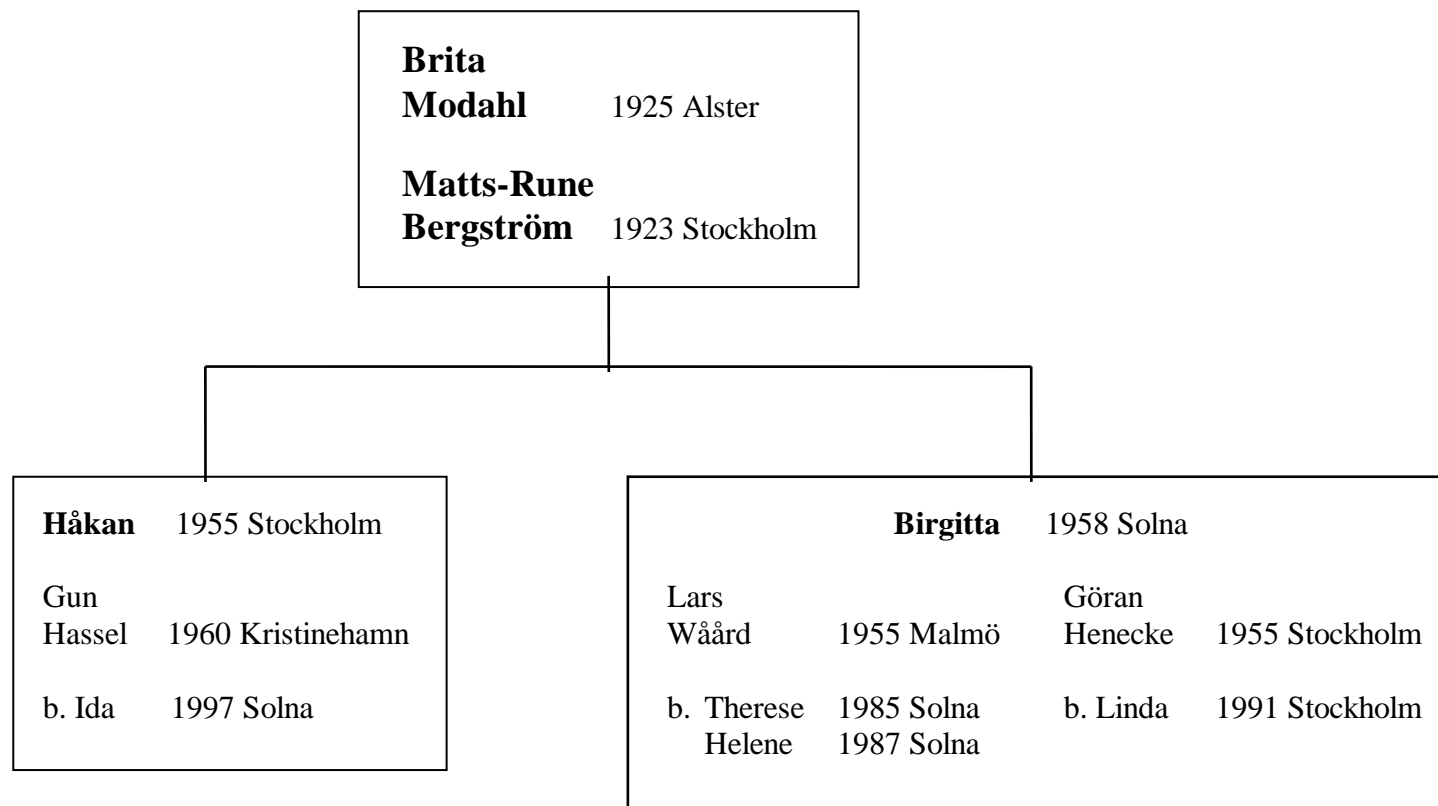 Brita
Modahl 1925 Alster
Matts-Rune
Bergström 1923 Stockholm
Håkan 1955 Stockholm
Gun
Hassel 1960 Kristinehamn
b. Ida 1997 Solna
Birgitta 1958 Solna
Lars
Wåård 1955 Malmö
b. Therese 1985 Solna
Helene 1987 Solna
Göran
Henecke 1955 Stockholm
b. Linda 1991 Stockholm